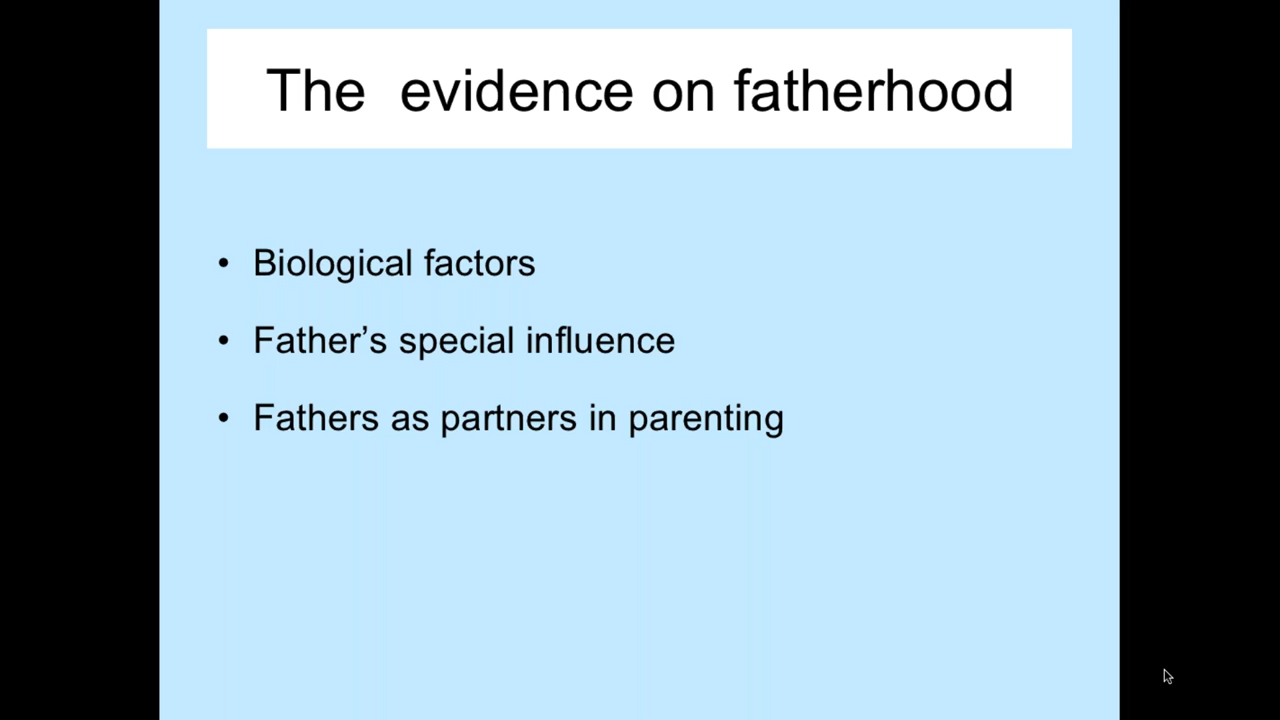 The  evidence on fatherhood
• Biological factors
• Father’s special influence
• Fathers as partners in parenting